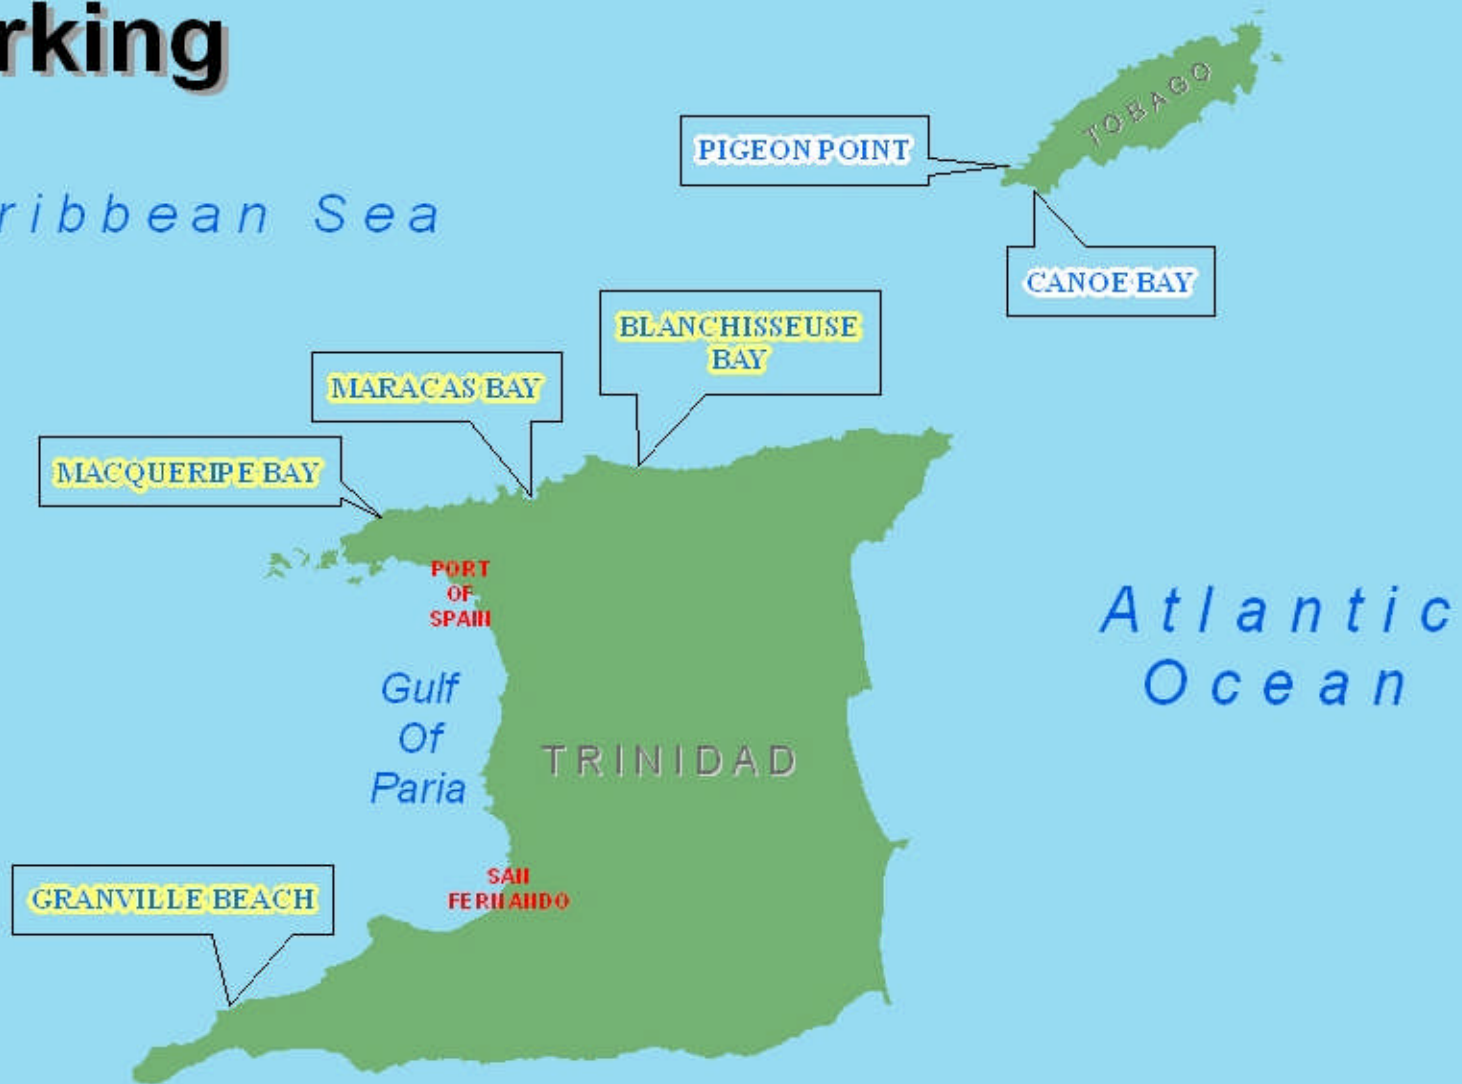 rking
TOBAGO
PIGEON POINT
ribbean Sea
CANOE BAY
BLANCHISSEUSE
BAY
MARACAS BAY
MACQUERIPE BAY
PORT
OF
SPAIN
Atlantic
Ocean
Gulf
Of
Paria
TRINIDAD
SAN
FERNANDO
GRANVILLE BEACH